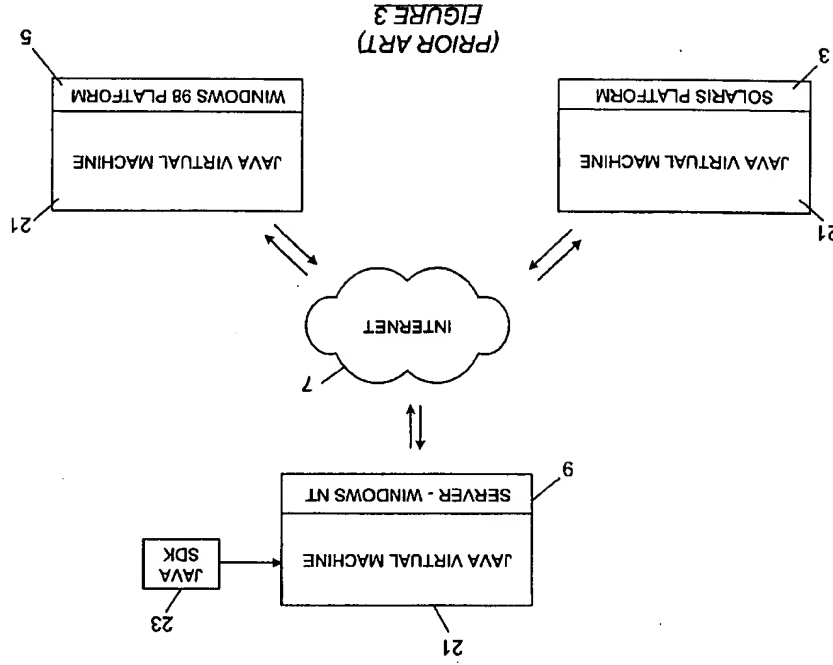 21
23
JAVA VIRTUAL MACHINE
JAVA
SDK
SERVER - WINDOWS NT
9
7
INTERNET
21
JAVA VIRTUAL MACHINE
SOLARIS PLATFORM
3
21
JAVA VIRTUAL MACHINE
WINDOWS 98 PLATFORM
5
(PRIOR ART)
FIGURE 3